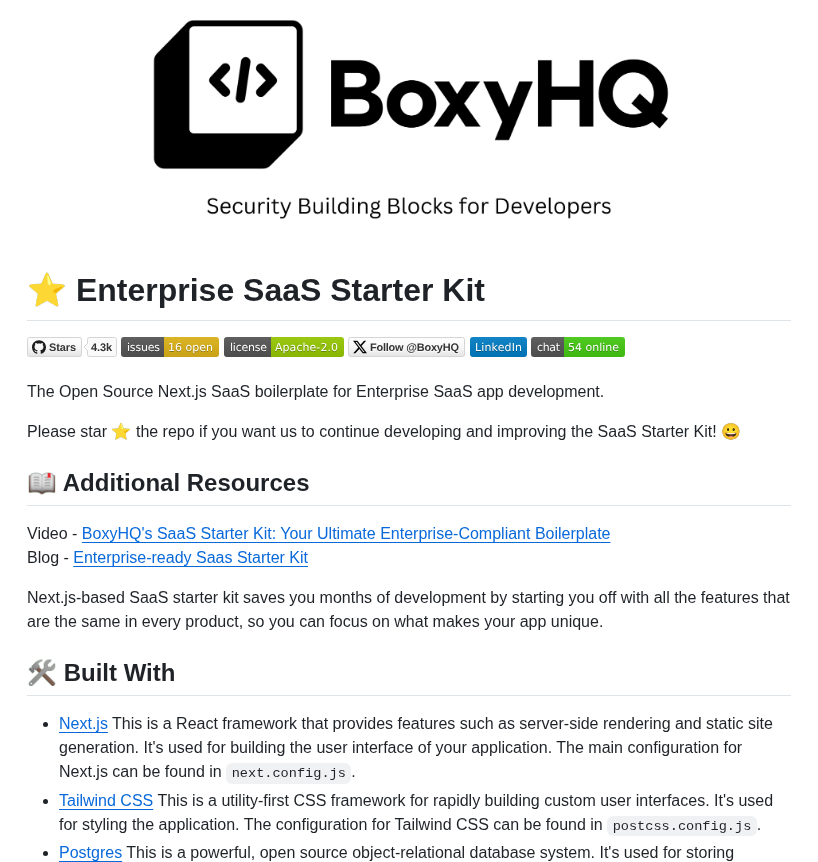 </> BoxyHQ
Security Building Blocks for Developers
⭐ Enterprise SaaS Starter Kit
Stars 4.3k issues 16 open license Apache-2.0 Follow @BoxyHQ LinkedIn chat 54 online
The Open Source Next.js SaaS boilerplate for Enterprise SaaS app development.
Please star ⭐ the repo if you want us to continue developing and improving the SaaS Starter Kit! 😀
📖 Additional Resources
Video - BoxyHQ's SaaS Starter Kit: Your Ultimate Enterprise-Compliant Boilerplate
Blog - Enterprise-ready Saas Starter Kit
Next.js-based SaaS starter kit saves you months of development by starting you off with all the features that
are the same in every product, so you can focus on what makes your app unique.
🛠️ Built With
• Next.js This is a React framework that provides features such as server-side rendering and static site
generation. It's used for building the user interface of your application. The main configuration for
Next.js can be found in next.config.js.
• Tailwind CSS This is a utility-first CSS framework for rapidly building custom user interfaces. It's used
for styling the application. The configuration for Tailwind CSS can be found in postcss.config.js.
• Postgres This is a powerful, open source object-relational database system. It's used for storing